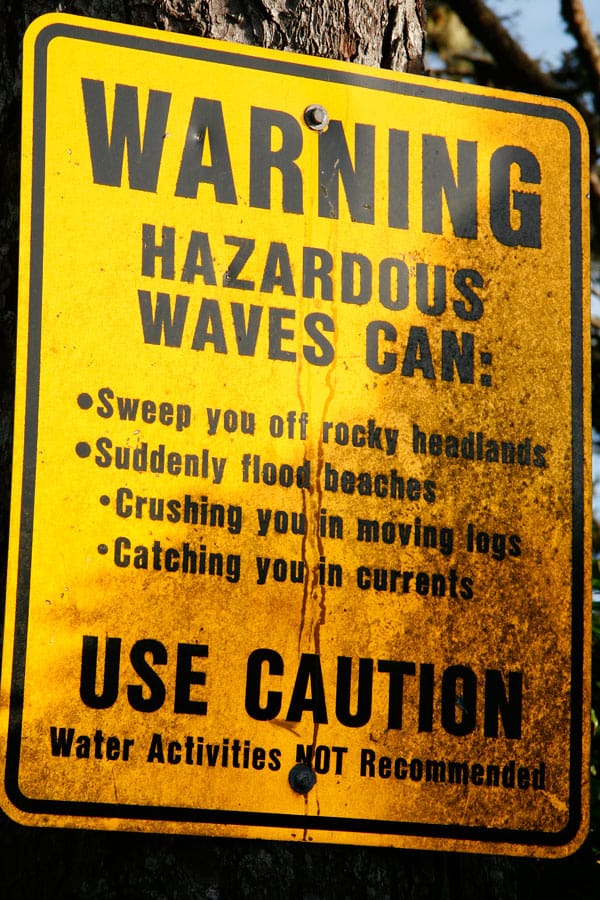 WARNING
HAZARDOUS
WAVES CAN:
•Sweep you off rocky headlands
•Suddenly flood beaches
•Crushing you in moving logs
•Catching you in currents
USE CAUTION
Water Activities NOT Recommended